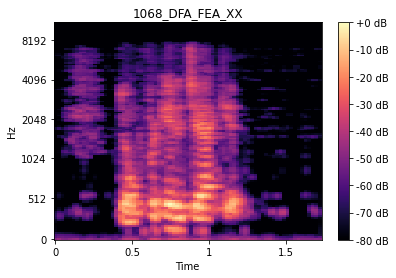 1068_DFA_FEA_XX
Hz
8192
4096
2048
1024
512
0
0 0.5 1 1.5
Time
+0 dB
-10 dB
-20 dB
-30 dB
-40 dB
-50 dB
-60 dB
-70 dB
-80 dB